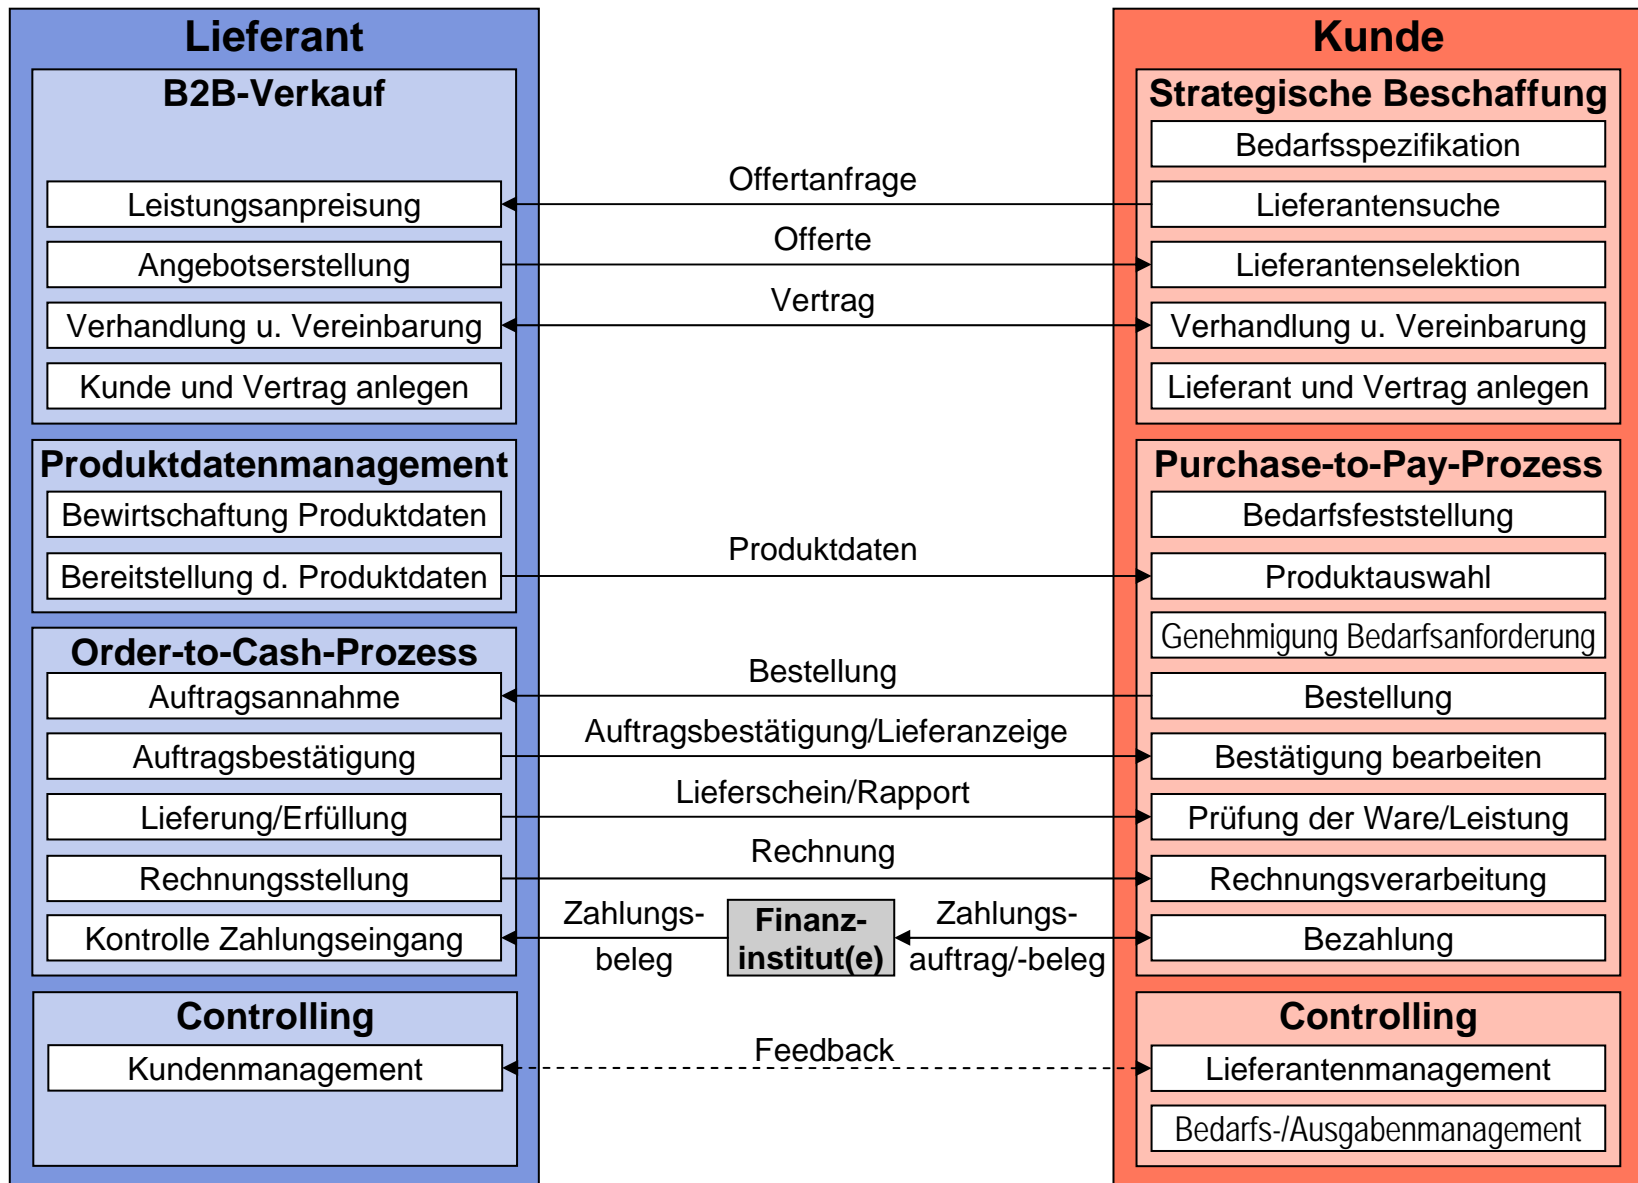 Lieferant
B2B-Verkauf
Leistungsanpreisung
Angebotserstellung
Verhandlung u. Vereinbarung
Kunde und Vertrag anlegen
Produktdatenmanagement
Bewirtschaftung Produktdaten
Bereitstellung d. Produktdaten
Order-to-Cash-Prozess
Auftragsannahme
Auftragsbestätigung
Lieferung/Erfüllung
Rechnungsstellung
Kontrolle Zahlungseingang
Controlling
Kundenmanagement
Offertanfrage
Offerte
Vertrag
Produktdaten
Bestellung
Auftragsbestätigung/Lieferanzeige
Lieferschein/Rapport
Rechnung
Zahlungs-
beleg
Finanz-
institut(e)
Zahlungs-
auftrag/-beleg
Feedback
Kunde
Strategische Beschaffung
Bedarfsspezifikation
Lieferantensuche
Lieferantenselektion
Verhandlung u. Vereinbarung
Lieferant und Vertrag anlegen
Purchase-to-Pay-Prozess
Bedarfsfeststellung
Produktauswahl
Genehmigung Bedarfsanforderung
Bestellung
Bestätigung bearbeiten
Prüfung der Ware/Leistung
Rechnungsverarbeitung
Bezahlung
Controlling
Lieferantenmanagement
Bedarfs-/Ausgabenmanagement